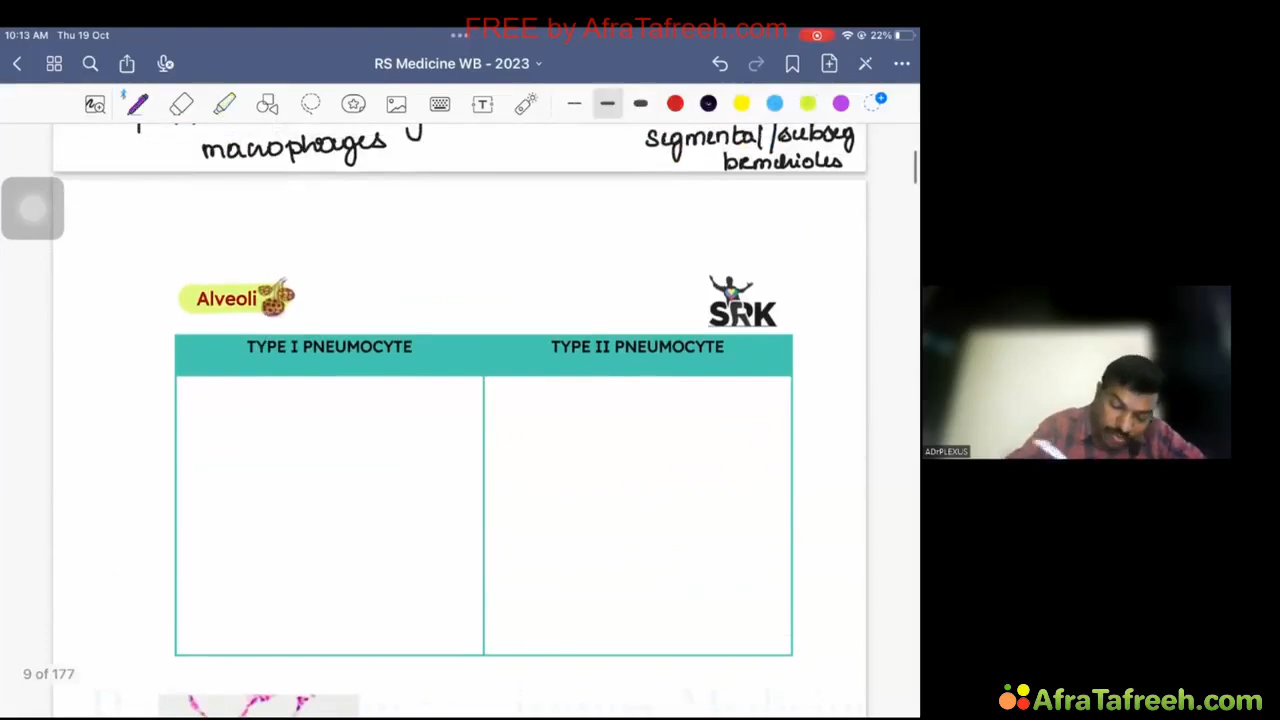 FREE by AfraTafreeh.com
10:13 AM Thu 19 Oct
22%
RS Medicine WB - 2023
macrophages
segmental/subseg
bronchioles
Alveoli
SRK
TYPE I PNEUMOCYTE
TYPE II PNEUMOCYTE
ADrPLEXUS
9 of 177
AfraTafreeh.com